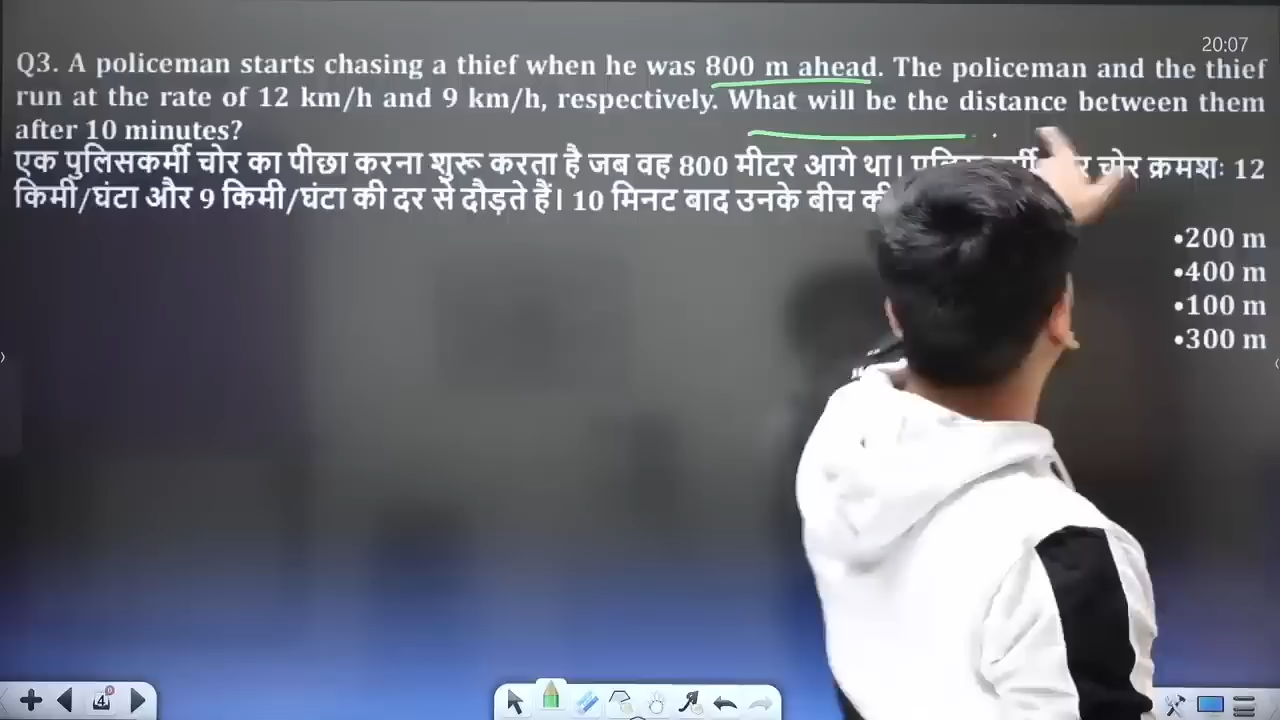 20:07
Q3. A policeman starts chasing a thief when he was 800 m ahead. The policeman and the thief
run at the rate of 12 km/h and 9 km/h, respectively. What will be the distance between them
after 10 minutes?
एक पुलिसकर्मी चोर का पीछा करना शुरू करता है जब वह 800 मीटर आगे था। चोर क्रमशः 12
किमी/घंटा और 9 किमी/घंटा की दर से दौड़ते हैं। 10 मिनट बाद उनके बीच की
•200 m
•400 m
•100 m
•300 m
4